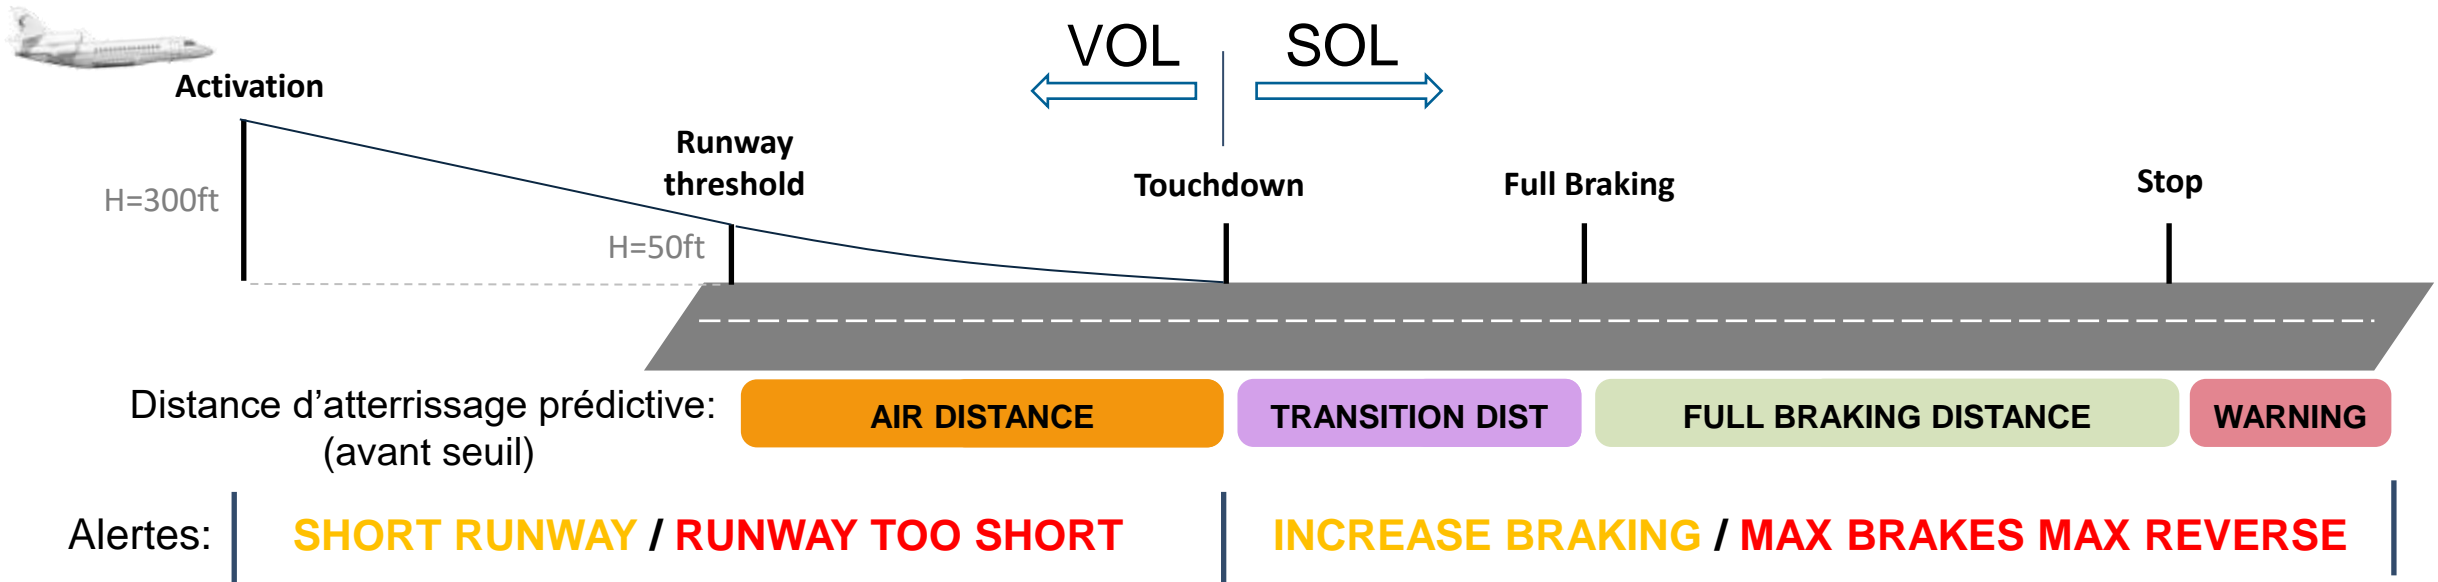 VOL
SOL
Activation
Runway
threshold
H=300ft
H=50ft
Touchdown
Full Braking
Stop
Distance d’atterrissage prédictive:
(avant seuil)
AIR DISTANCE
TRANSITION DIST
FULL BRAKING DISTANCE
WARNING
Alertes:
SHORT RUNWAY / RUNWAY TOO SHORT
INCREASE BRAKING / MAX BRAKES MAX REVERSE